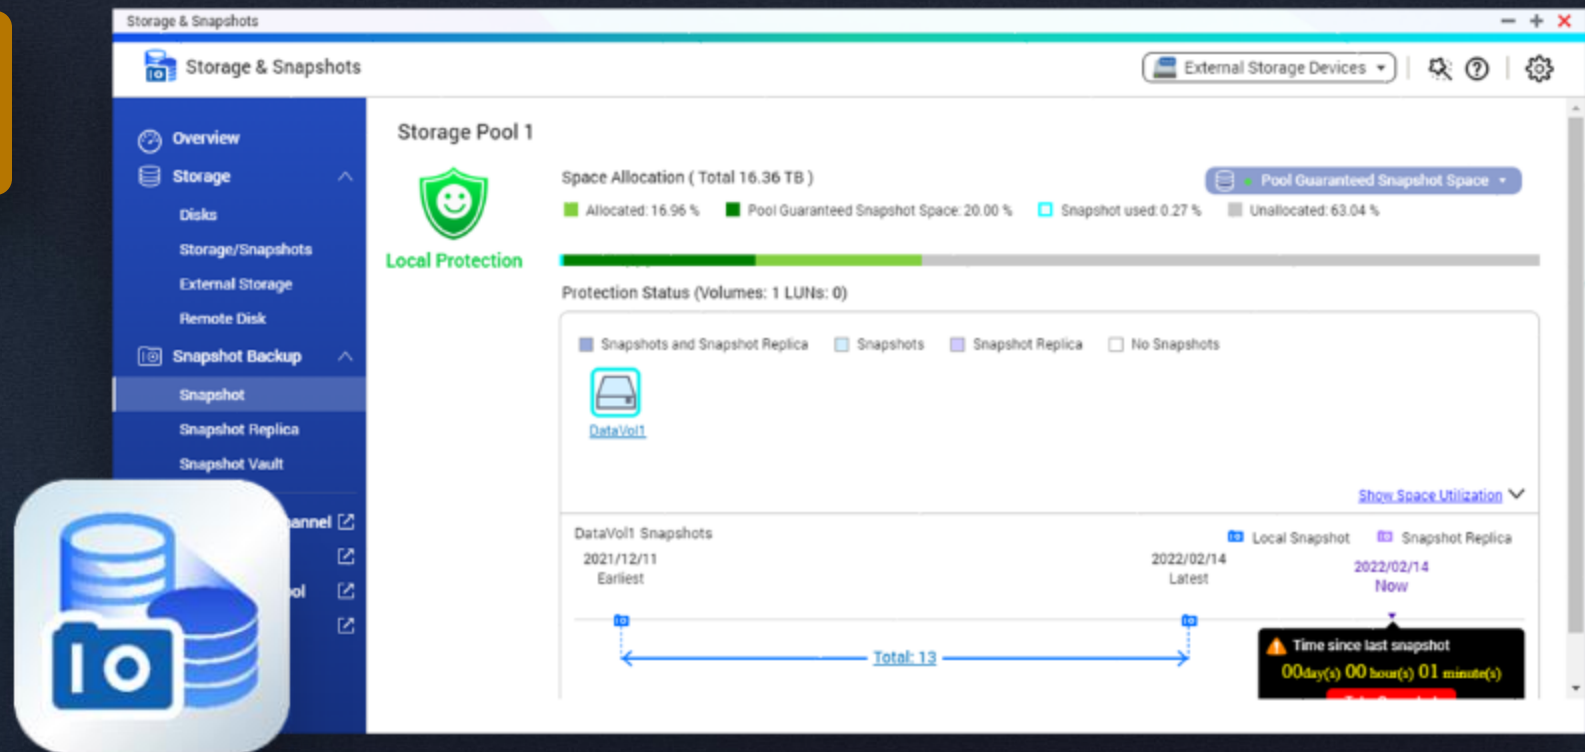 Storage & Snapshots
Storage & Snapshots
External Storage Devices
Overview
Storage
Disks
Storage/Snapshots
External Storage
Remote Disk
Snapshot Backup
Snapshot
Snapshot Replica
Snapshot Vault
Storage Pool 1
Local Protection
Space Allocation ( Total 16.36 TB )
Pool Guaranteed Snapshot Space
Allocated: 16.96 % Pool Guaranteed Snapshot Space: 20.00 % Snapshot used: 0.27 % Unallocated: 63.04 %
Protection Status (Volumes: 1 LUNs: 0)
Snapshots and Snapshot Replica Snapshots Snapshot Replica No Snapshots
DataVol1
Show Space Utilization
DataVol1 Snapshots
Local Snapshot Snapshot Replica
2021/12/11
Earliest
2022/02/14
Latest
2022/02/14
Now
Total: 13
Time since last snapshot
00day(s) 00 hour(s) 01 minute(s)